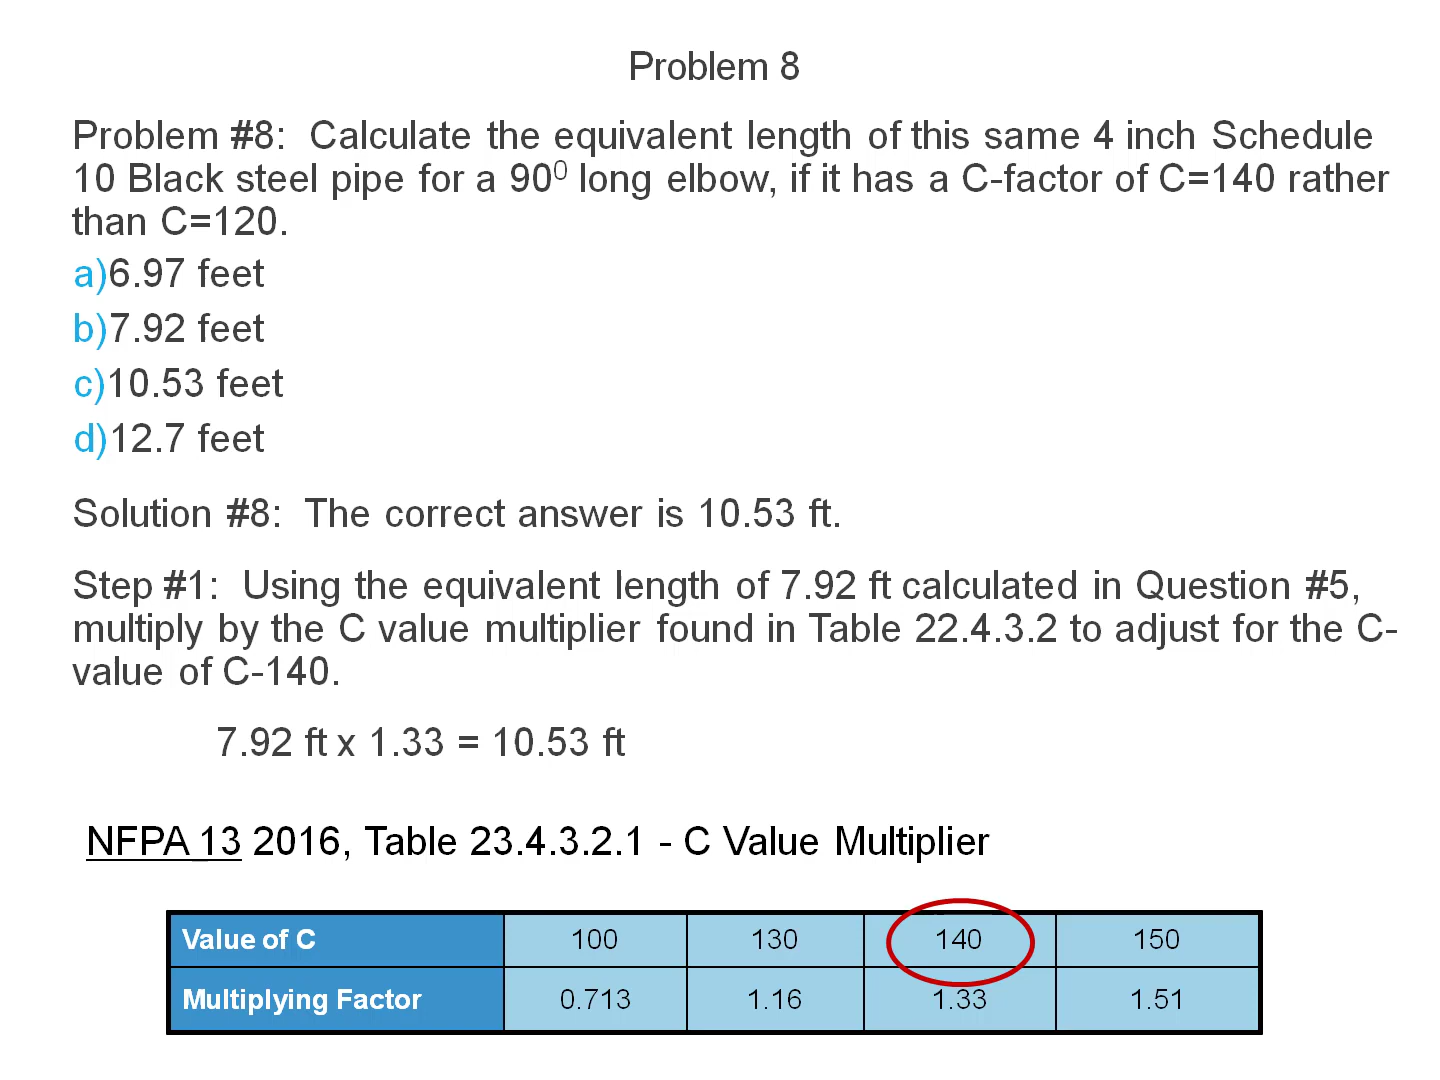 Problem 8
Problem #8:  Calculate the equivalent length of this same 4 inch Schedule
10 Black steel pipe for a 90⁰ long elbow, if it has a C-factor of C=140 rather
than C=120.
a)6.97 feet
b)7.92 feet
c)10.53 feet
d)12.7 feet
Solution #8:  The correct answer is 10.53 ft.
Step #1:  Using the equivalent length of 7.92 ft calculated in Question #5,
multiply by the C value multiplier found in Table 22.4.3.2 to adjust for the C-
value of C-140.
7.92 ft x 1.33 = 10.53 ft
NFPA 13 2016, Table 23.4.3.2.1 - C Value Multiplier
Value of C 100 130 140 150
Multiplying Factor 0.713 1.16 1.33 1.51